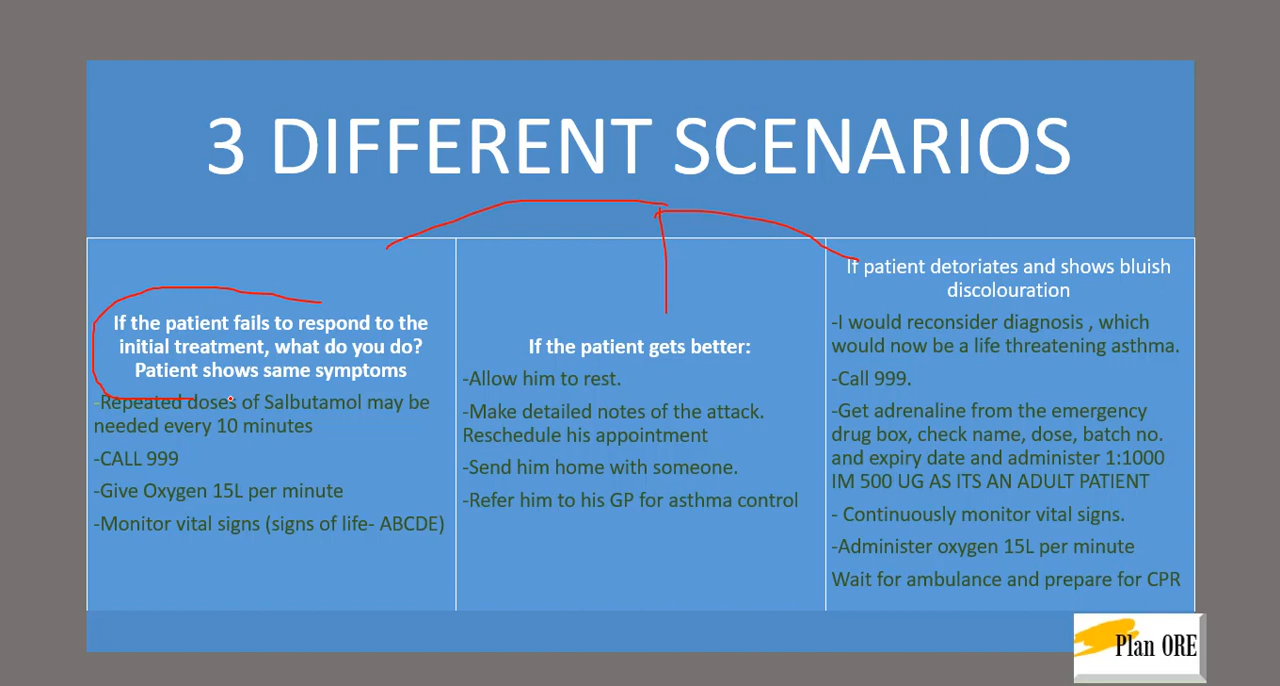 3 DIFFERENT SCENARIOS
If the patient fails to respond to the
initial treatment, what do you do?
Patient shows same symptoms
-Repeated doses of Salbutamol may be
needed every 10 minutes
-CALL 999
-Give Oxygen 15L per minute
-Monitor vital signs (signs of life- ABCDE)
If the patient gets better:
-Allow him to rest.
-Make detailed notes of the attack.
Reschedule his appointment
-Send him home with someone.
-Refer him to his GP for asthma control
If patient detoriates and shows bluish
discolouration
-I would reconsider diagnosis , which
would now be a life threatening asthma.
-Call 999.
-Get adrenaline from the emergency
drug box, check name, dose, batch no.
and expiry date and administer 1:1000
IM 500 UG AS ITS AN ADULT PATIENT
- Continuously monitor vital signs.
-Administer oxygen 15L per minute
Wait for ambulance and prepare for CPR
Plan ORE